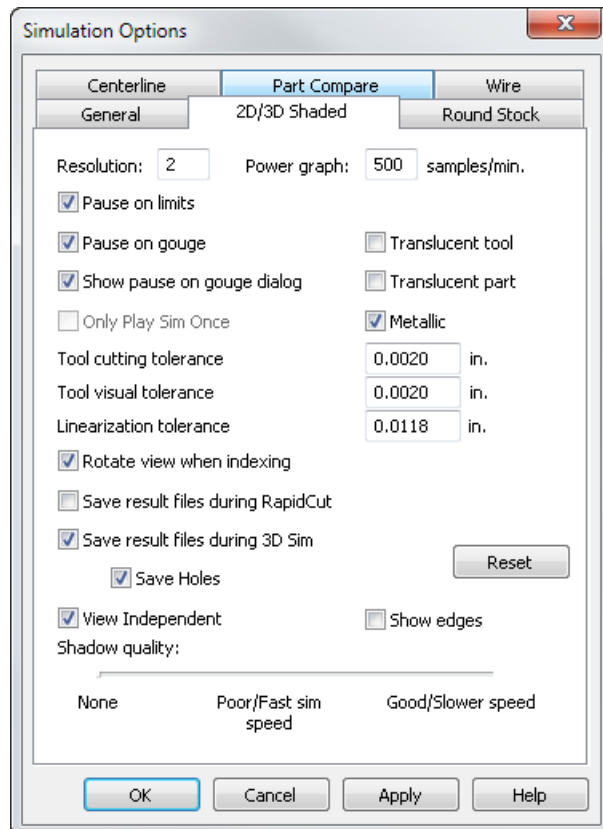 Simulation Options
Centerline Part Compare Wire
General 2D/3D Shaded Round Stock
Resolution: 2 Power graph: 500 samples/min.
Pause on limits
Pause on gouge Translucent tool
Show pause on gouge dialog Translucent part
Only Play Sim Once Metallic
Tool cutting tolerance 0.0020 in.
Tool visual tolerance 0.0020 in.
Linearization tolerance 0.0118 in.
Rotate view when indexing
Save result files during RapidCut
Save result files during 3D Sim
Reset
Save Holes
View Independent Show edges
Shadow quality:
None Poor/Fast sim Good/Slower speed
speed
OK Cancel Apply Help